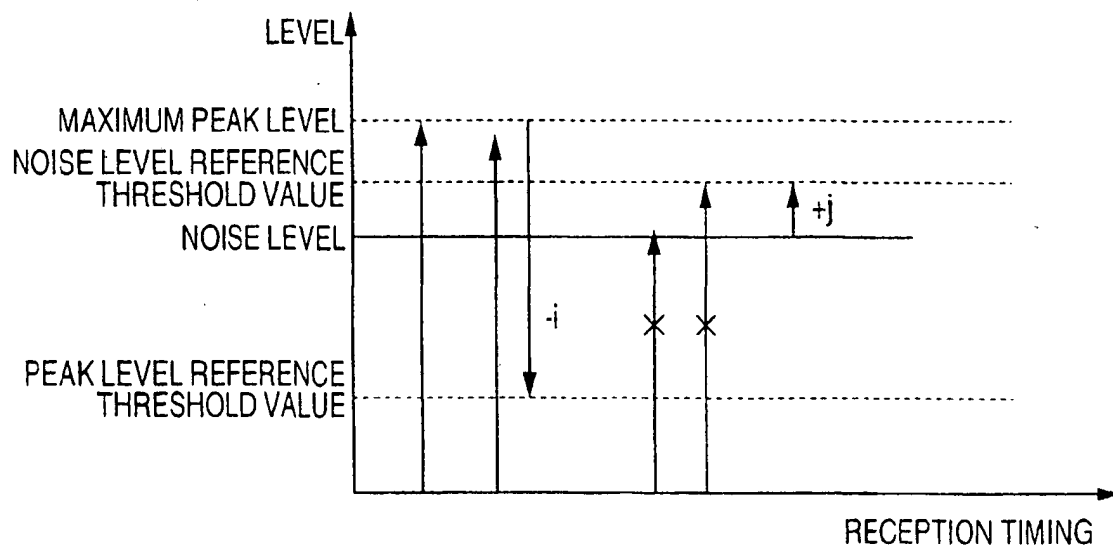 LEVEL
MAXIMUM PEAK LEVEL
NOISE LEVEL REFERENCE
THRESHOLD VALUE
+j
NOISE LEVEL
-i
PEAK LEVEL REFERENCE
THRESHOLD VALUE
RECEPTION TIMING